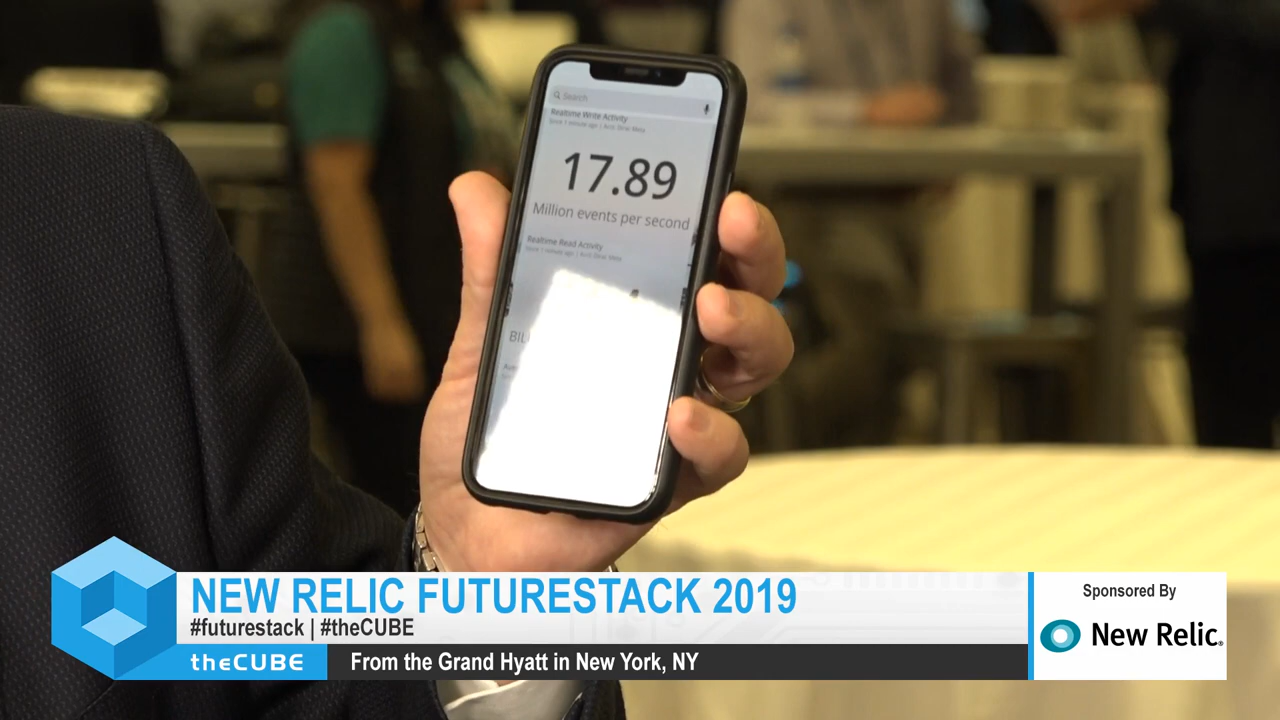 Search
Realtime Write Activity
17.89
Million events per second
Realtime Read Activity
NEW RELIC FUTURESTACK 2019
#futurestack | #theCUBE
theCUBE
From the Grand Hyatt in New York, NY
Sponsored By
New Relic